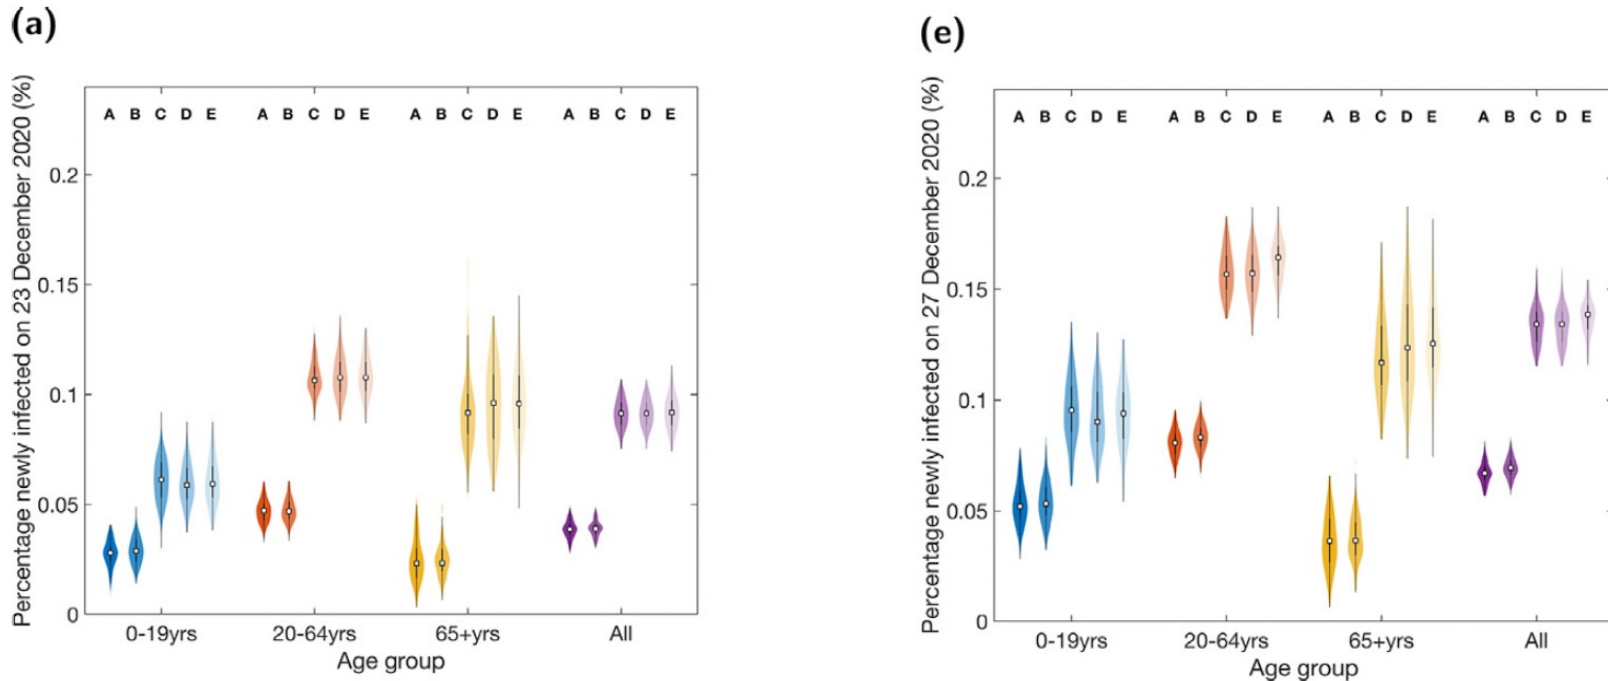 (a)
Percentage newly infected on 23 December 2020 (%)
A B C D E A B C D E A B C D E A B C D E
0.2
0.15
0.1
0.05
0
0-19yrs 20-64yrs 65+yrs All
Age group
(e)
Percentage newly infected on 27 December 2020 (%)
A B C D E A B C D E A B C D E A B C D E
0.2
0.15
0.1
0.05
0
0-19yrs 20-64yrs 65+yrs All
Age group